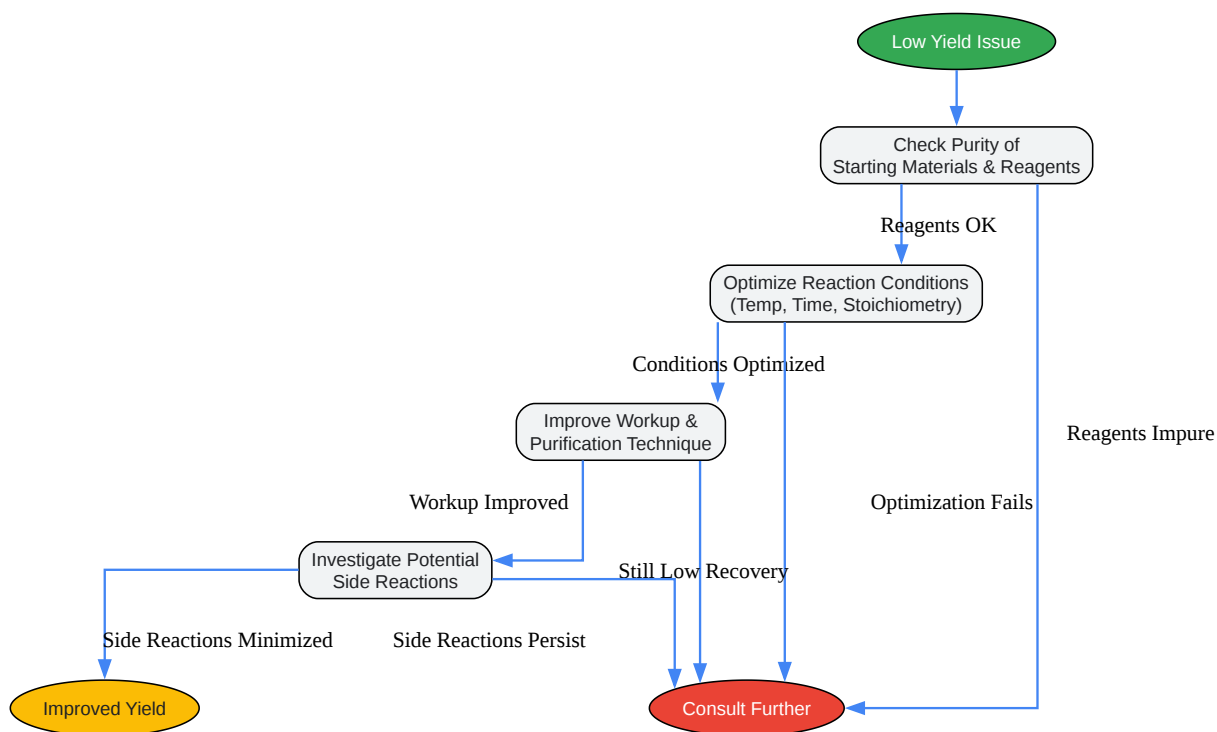 Low Yield Issue
Check Purity of
Starting Materials & Reagents
Reagents OK
Optimize Reaction Conditions
(Temp, Time, Stoichiometry)
Conditions Optimized
Improve Workup &
Purification Technique
Reagents Impure
Workup Improved
Optimization Fails
Investigate Potential
Side Reactions
Still Low Recovery
Side Reactions Minimized
Side Reactions Persist
Improved Yield
Consult Further